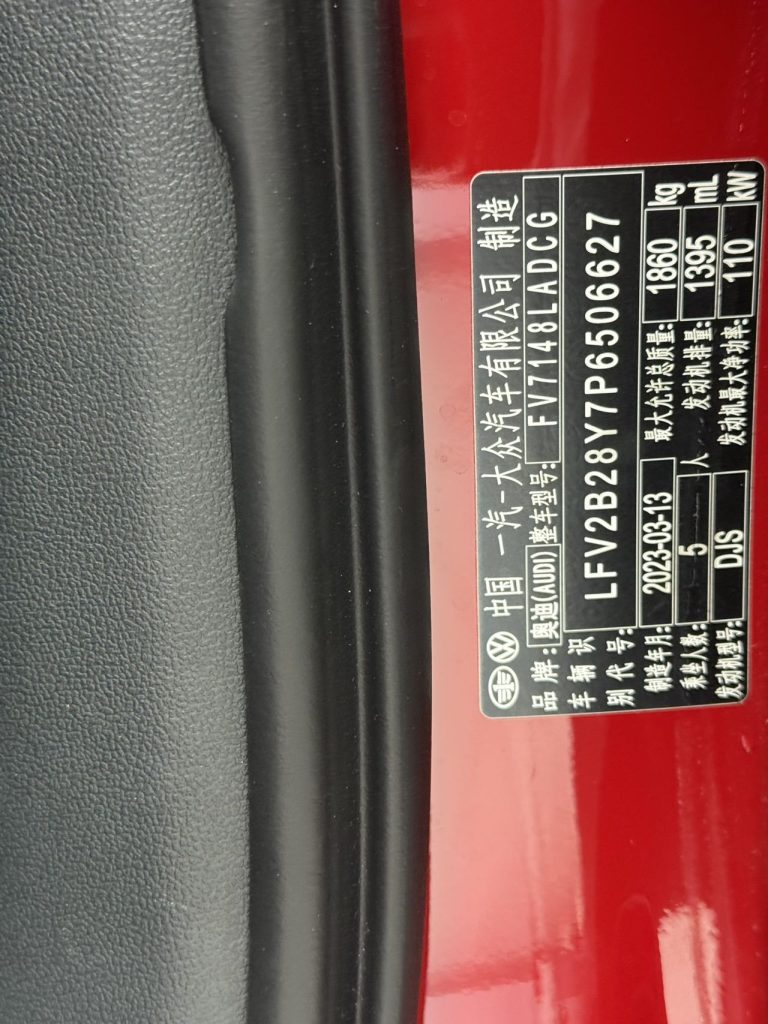 中国 一汽-大众汽车有限公司 制造
品牌: 奥迪(AUDI) 整车型号: FV7148LADCG
车辆识别代号: LFV2B28Y7P6506627
制造年月: 2023-03-13 最大允许总质量: 1860 kg
乘坐人数: 5 人 发动机排量: 1395 mL
发动机型号: DJS 发动机最大净功率: 110 kW